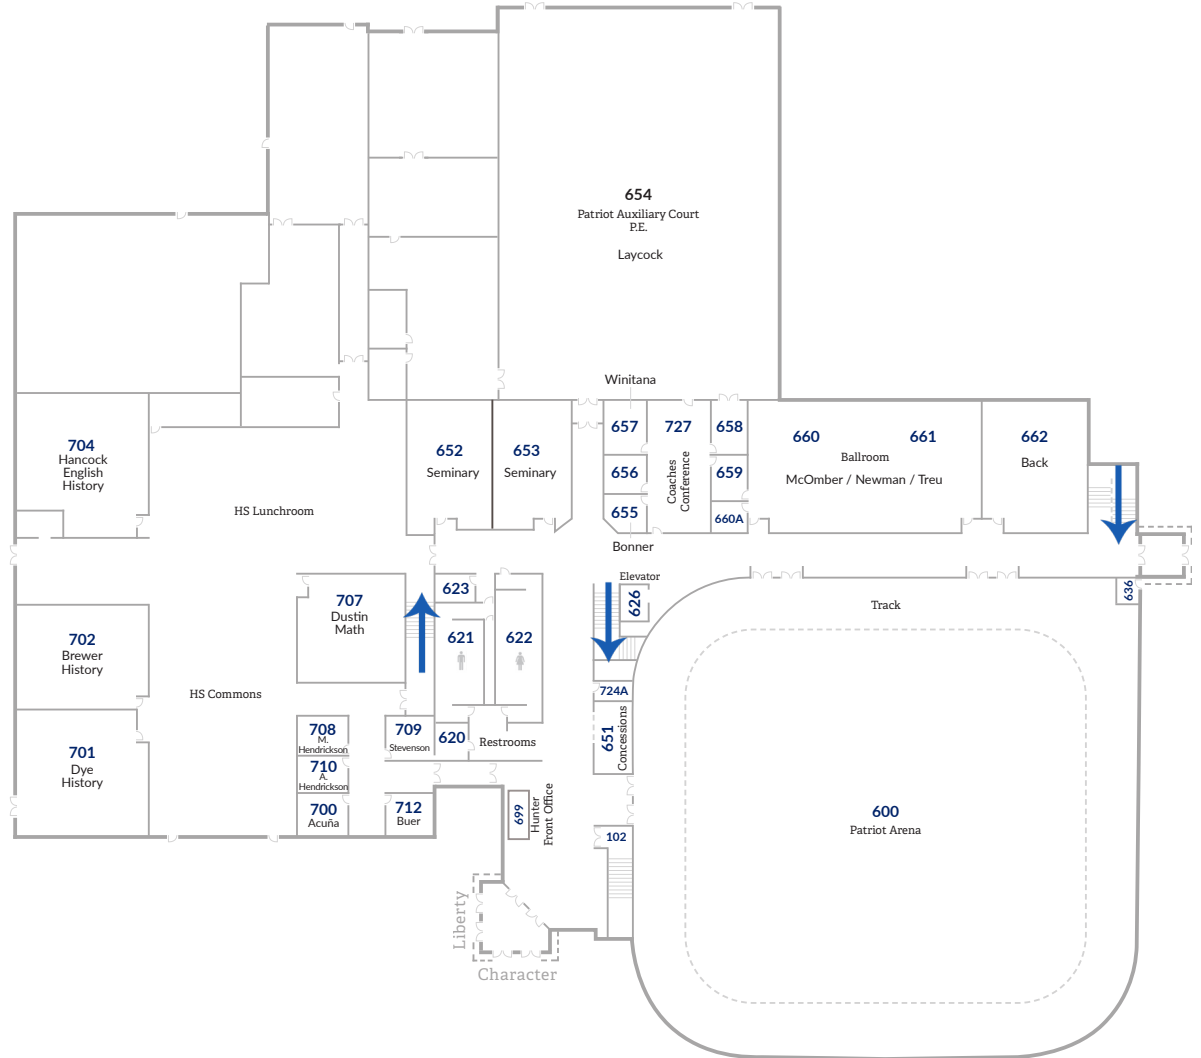 654
Patriot Auxiliary Court
P.E.
Laycock
Winitana
657
727
658
656
659
655
660A
Coaches
Conference
Bonner
660
661
Ballroom
McOmber / Newman / Treu
662
Back
652
Seminary
653
Seminary
704
Hancock
English
History
HS Lunchroom
707
Dustin
Math
623
621
622
Elevator
626
636
Track
702
Brewer
History
HS Commons
701
Dye
History
708
M.
Hendrickson
710
A.
Hendrickson
700
Acuña
709
Stevenson
712
Buer
620
Restrooms
724A
651
Concessions
699
Hunter
Front Office
102
600
Patriot Arena
Liberty
Character